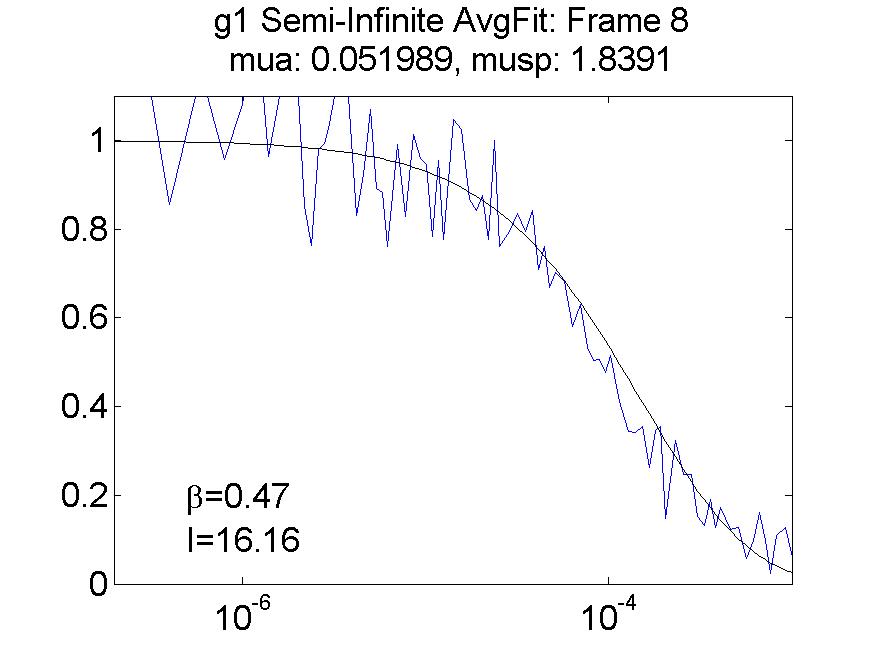 g1 Semi-Infinite AvgFit: Frame 8
mua: 0.051989, musp: 1.8391
1
0.8
0.6
0.4
0.2
0
β=0.47
I=16.16
10^-6
10^-4